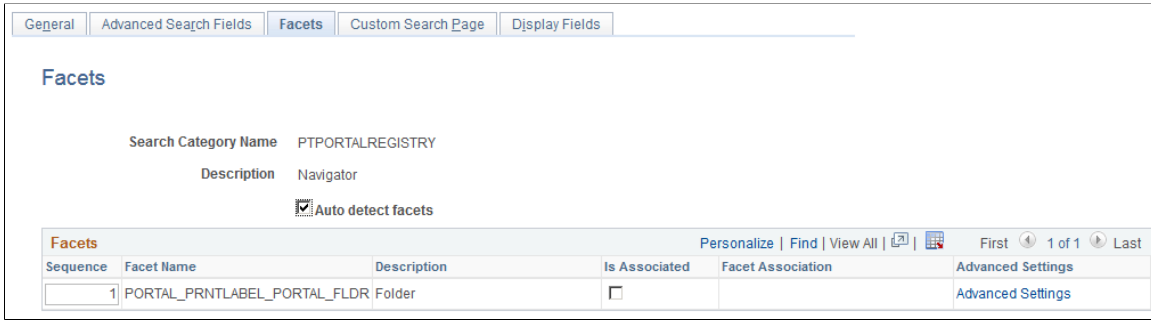 General Advanced Search Fields Facets Custom Search Page Display Fields
Facets
Search Category Name PTPORTALREGISTRY
Description Navigator
Auto detect facets
Facets Personalize | Find | View All | | First 1 of 1 Last
Sequence Facet Name Description Is Associated Facet Association Advanced Settings
1 PORTAL_PRNTLABEL_PORTAL_FLDR Folder Advanced Settings